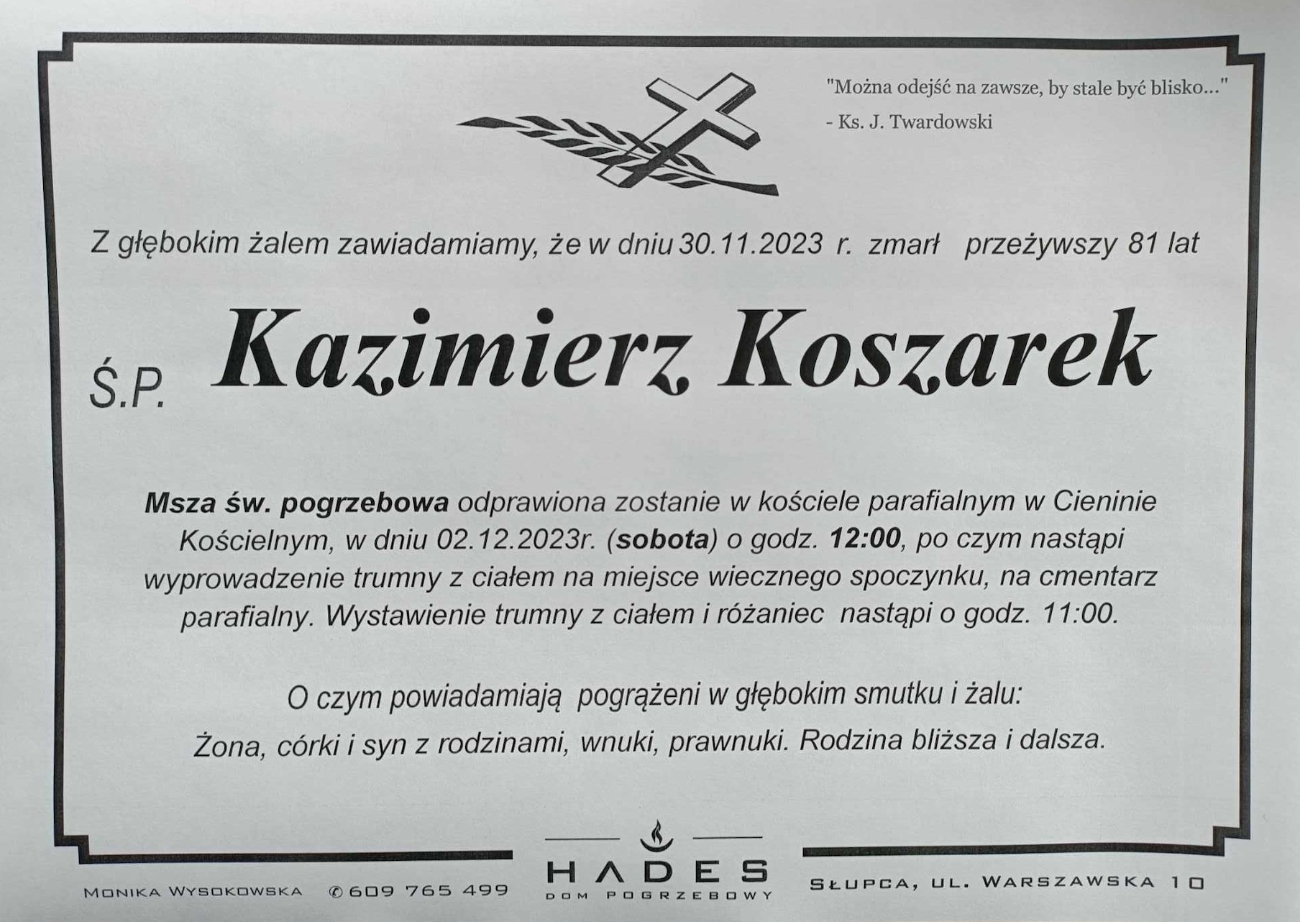 "Można odejść na zawsze, by stale być blisko..."
- Ks. J. Twardowski
Z głębokim żalem zawiadamiamy, że w dniu 30.11.2023 r. zmarł przeżywszy 81 lat
Ś.P. Kazimierz Koszarek
Msza św. pogrzebowa odprawiona zostanie w kościele parafialnym w Cieninie
Kościelnym, w dniu 02.12.2023r. (sobota) o godz. 12:00, po czym nastąpi
wyprowadzenie trumny z ciałem na miejsce wiecznego spoczynku, na cmentarz
parafialny. Wystawienie trumny z ciałem i różaniec nastąpi o godz. 11:00.
O czym powiadamiają pogrążeni w głębokim smutku i żalu:
Żona, córki i syn z rodzinami, wnuki, prawnuki. Rodzina bliższa i dalsza.
HADES
DOM POGRZEBOWY
MONIKA WYSOKOWSKA ✆ 609 765 499
SŁUPCA, UL. WARSZAWSKA 10